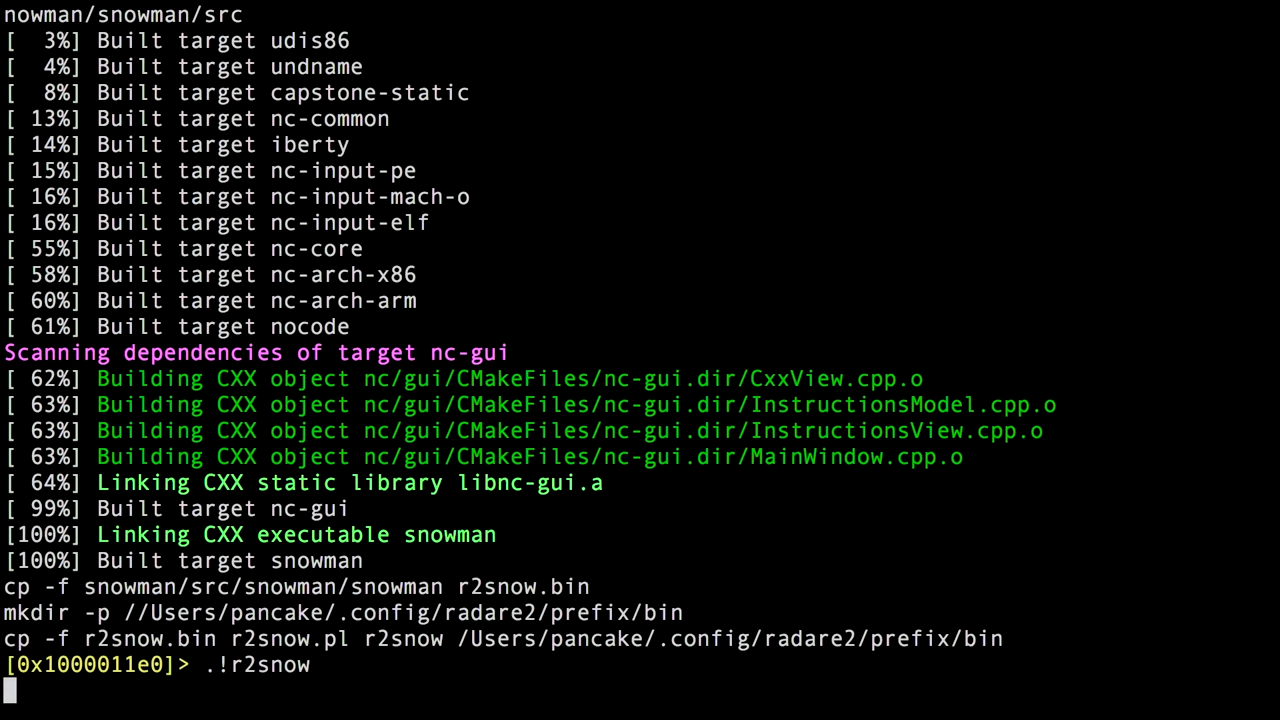 nowman/snowman/src
[  3%] Built target udis86
[  4%] Built target undname
[  8%] Built target capstone-static
[ 13%] Built target nc-common
[ 14%] Built target iberty
[ 15%] Built target nc-input-pe
[ 16%] Built target nc-input-mach-o
[ 16%] Built target nc-input-elf
[ 55%] Built target nc-core
[ 58%] Built target nc-arch-x86
[ 60%] Built target nc-arch-arm
[ 61%] Built target nocode
Scanning dependencies of target nc-gui
[ 62%] Building CXX object nc/gui/CMakeFiles/nc-gui.dir/CxxView.cpp.o
[ 63%] Building CXX object nc/gui/CMakeFiles/nc-gui.dir/InstructionsModel.cpp.o
[ 63%] Building CXX object nc/gui/CMakeFiles/nc-gui.dir/InstructionsView.cpp.o
[ 63%] Building CXX object nc/gui/CMakeFiles/nc-gui.dir/MainWindow.cpp.o
[ 64%] Linking CXX static library libnc-gui.a
[ 99%] Built target nc-gui
[100%] Linking CXX executable snowman
[100%] Built target snowman
cp -f snowman/src/snowman/snowman r2snow.bin
mkdir -p //Users/pancake/.config/radare2/prefix/bin
cp -f r2snow.bin r2snow.pl r2snow /Users/pancake/.config/radare2/prefix/bin
[0x1000011e0]> .!r2snow